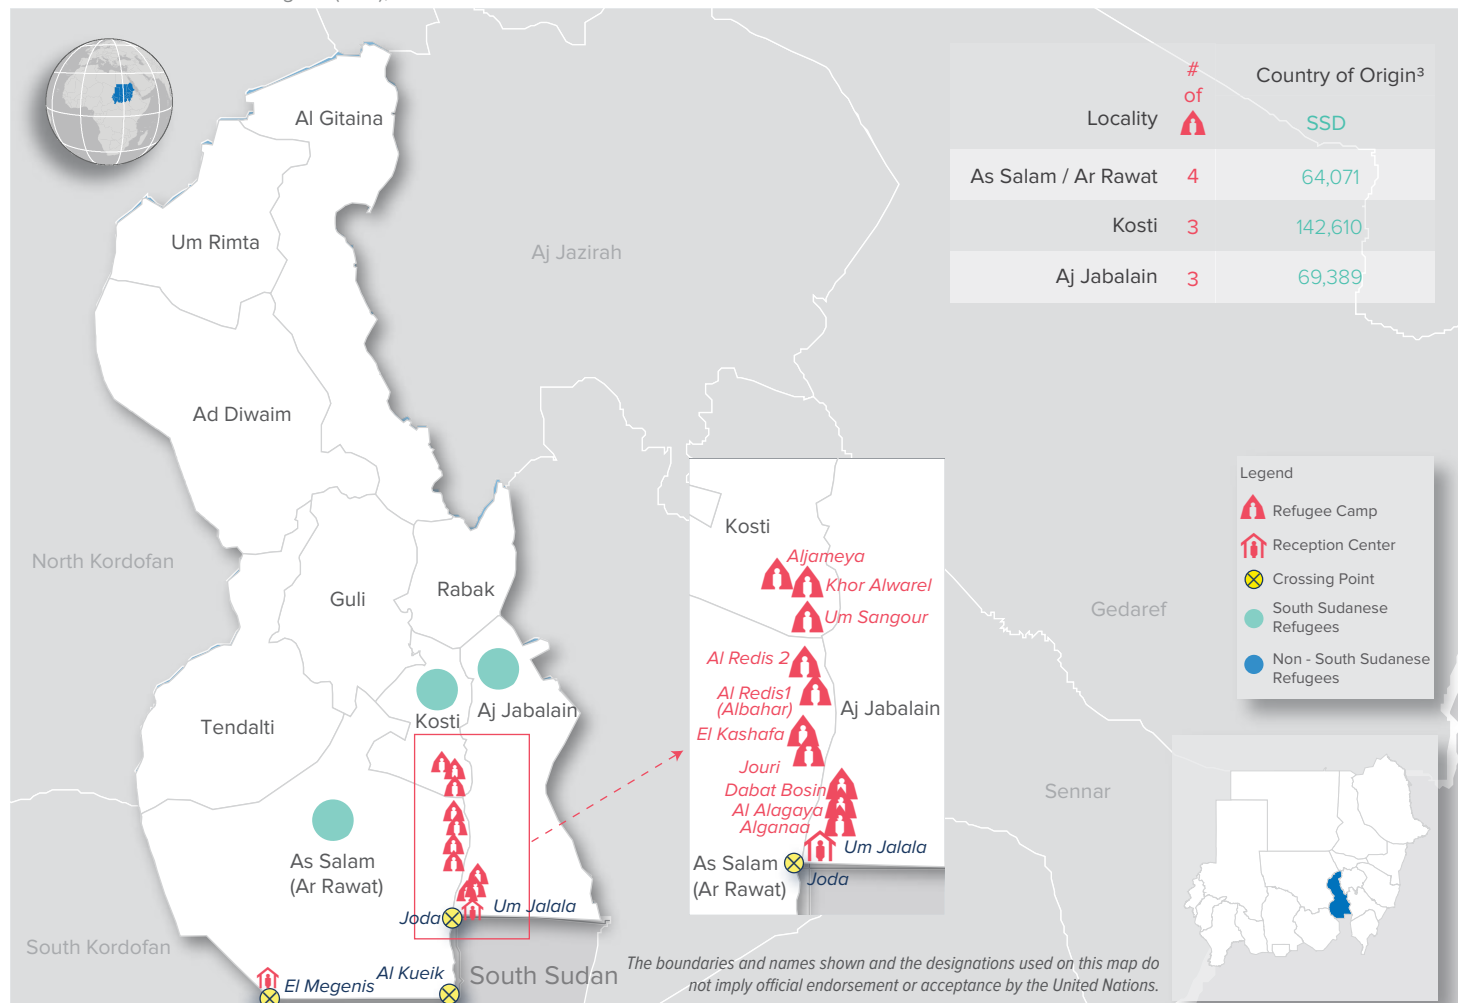 Al Gitaina
Um Rimta
Aj Jazirah
Ad Diwaim
North Kordofan
Guli
Rabak
Tendalti
Kosti
Aj Jabalain
As Salam
(Ar Rawat)
Joda
Um Jalala
South Kordofan
El Megenis
Al Kueik
South Sudan
# of
Country of Origin³
Locality
SSD
As Salam / Ar Rawat 4 64,071
Kosti 3 142,610
Aj Jabalain 3 69,389
Kosti
Aljameya
Khor Alwarel
Um Sangour
Al Redis 2
Al Redis1
(Albahar)
Aj Jabalain
El Kashafa
Jouri
Dabat Bosin
Al Alagaya
Alganaa
Um Jalala
As Salam
(Ar Rawat)
Joda
Gedaref
Sennar
Legend
Refugee Camp
Reception Center
Crossing Point
South Sudanese
Refugees
Non - South Sudanese
Refugees
The boundaries and names shown and the designations used on this map do
not imply official endorsement or acceptance by the United Nations.